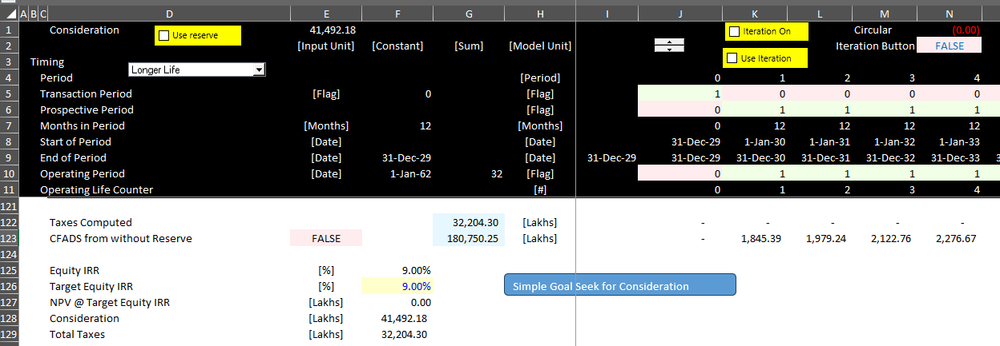 A B C D E F G H I J K L M N
1 Consideration Use reserve 41,492.18 Iteration On Circular (0.00)
2 [Input Unit] [Constant] [Sum] [Model Unit] Iteration Button FALSE
3 Timing Longer Life Use Iteration
4 Period [Period] 0 1 2 3 4
5 Transaction Period [Flag] 0 [Flag] 1 0 0 0 0
6 Prospective Period [Flag] 0 1 1 1 1
7 Months in Period [Months] 12 [Months] 0 12 12 12 12
8 Start of Period [Date] [Date] 31-Dec-29 1-Jan-30 1-Jan-31 1-Jan-32 1-Jan-33
9 End of Period [Date] 31-Dec-29 [Date] 31-Dec-29 31-Dec-29 31-Dec-30 31-Dec-31 31-Dec-32 31-Dec-33 3
10 Operating Period [Date] 1-Jan-62 32 [Flag] 0 1 1 1 1
11 Operating Life Counter [#] 0 1 2 3 4
121
122 Taxes Computed 32,204.30 [Lakhs] - - - - -
123 CFADS from without Reserve FALSE 180,750.25 [Lakhs] - 1,845.39 1,979.24 2,122.76 2,276.67
124
125 Equity IRR [%] 9.00%
126 Target Equity IRR [%] 9.00% Simple Goal Seek for Consideration
127 NPV @ Target Equity IRR [Lakhs] 0.00
128 Consideration [Lakhs] 41,492.18
129 Total Taxes [Lakhs] 32,204.30